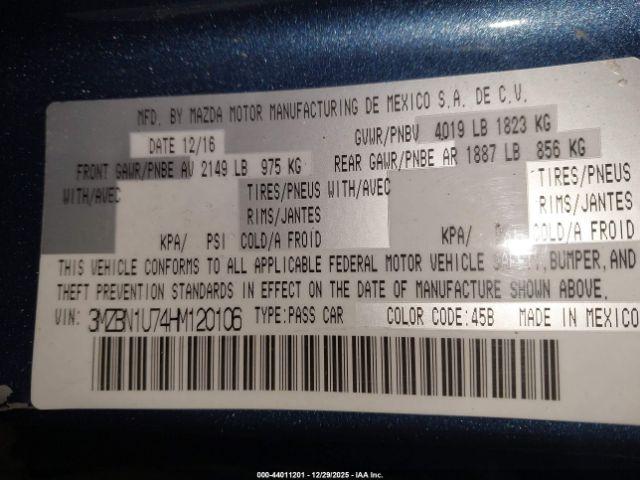 MFD. BY MAZDA MOTOR MANUFACTURING DE MEXICO S.A. DE C.V.
DATE 12/16 GVWR/PNBV 4019 LB 1823 KG
FRONT GAWR/PNBE AV 2149 LB 975 KG REAR GAWR/PNBE AR 1887 LB 856 KG
WITH/AVEC TIRES/PNEUS WITH/AVEC TIRES/PNEUS
RIMS/JANTES RIMS/JANTES
KPA/ PSI COLD/A FROID KPA/ COLD/A FROID
THIS VEHICLE CONFORMS TO ALL APPLICABLE FEDERAL MOTOR VEHICLE BUMPER, AND
THEFT PREVENTION STANDARDS IN EFFECT ON THE DATE OF MANUFACTURE SHOWN ABOVE.
VIN: 3MZBN1U74HM120106 TYPE:PASS CAR COLOR CODE:45B MADE IN MEXICO
000-44011201 - 12/29/2025 - IAA Inc.